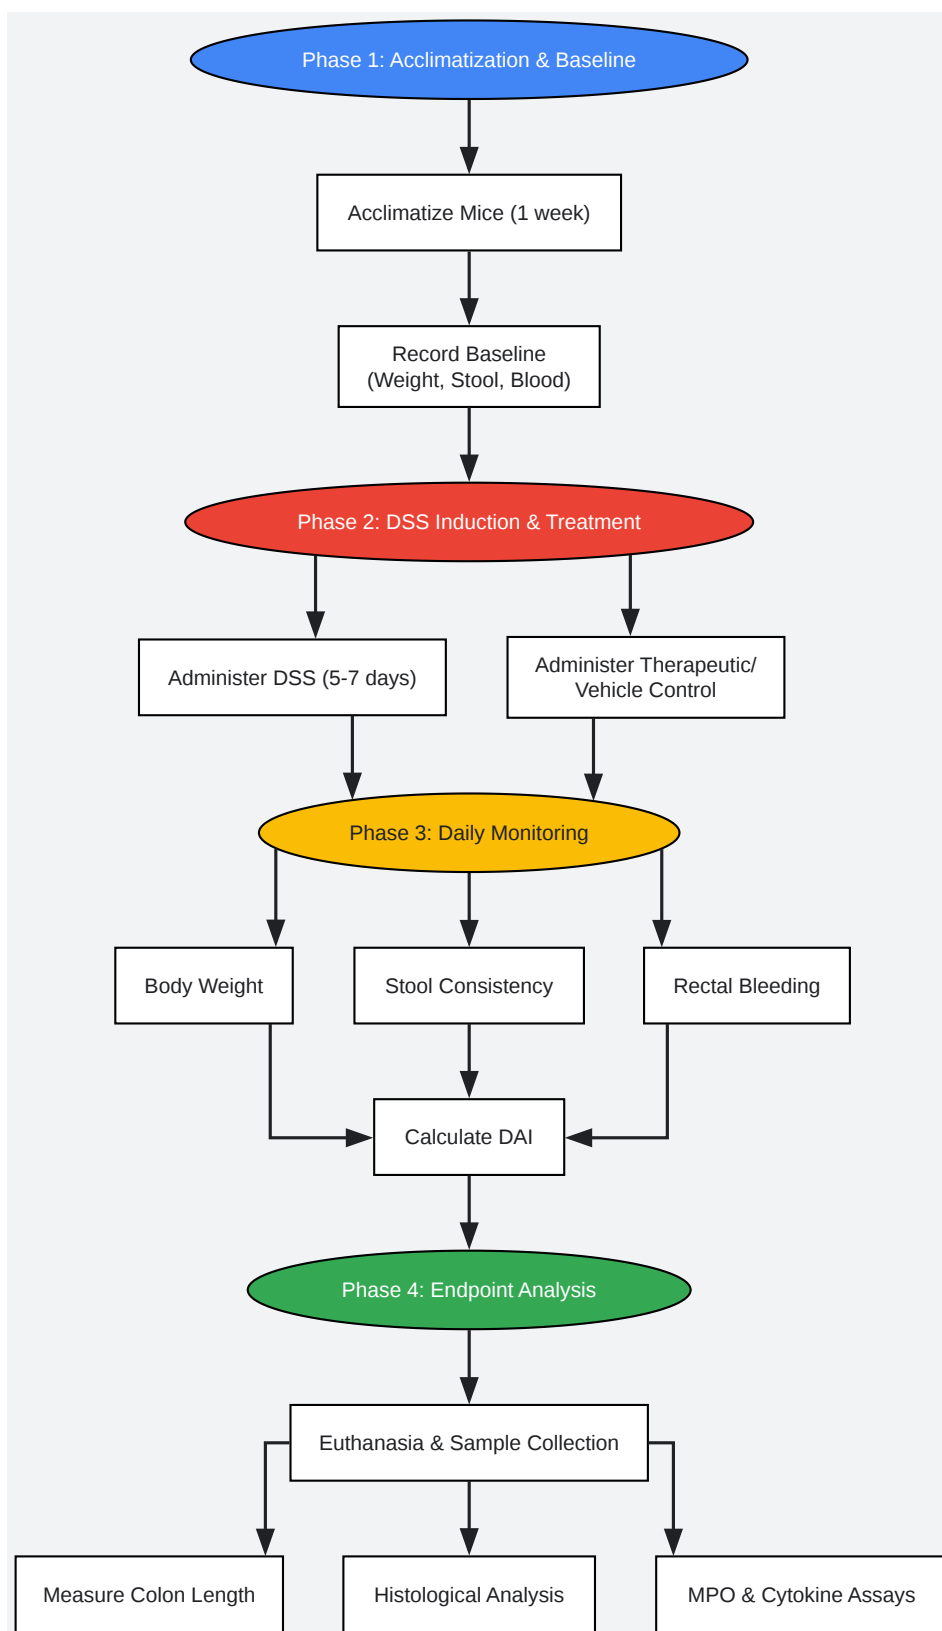 Phase 1: Acclimatization & Baseline
Acclimatize Mice (1 week)
Record Baseline
(Weight, Stool, Blood)
Phase 2: DSS Induction & Treatment
Administer DSS (5-7 days)
Administer Therapeutic/
Vehicle Control
Phase 3: Daily Monitoring
Body Weight
Stool Consistency
Rectal Bleeding
Calculate DAI
Phase 4: Endpoint Analysis
Euthanasia & Sample Collection
Measure Colon Length
Histological Analysis
MPO & Cytokine Assays